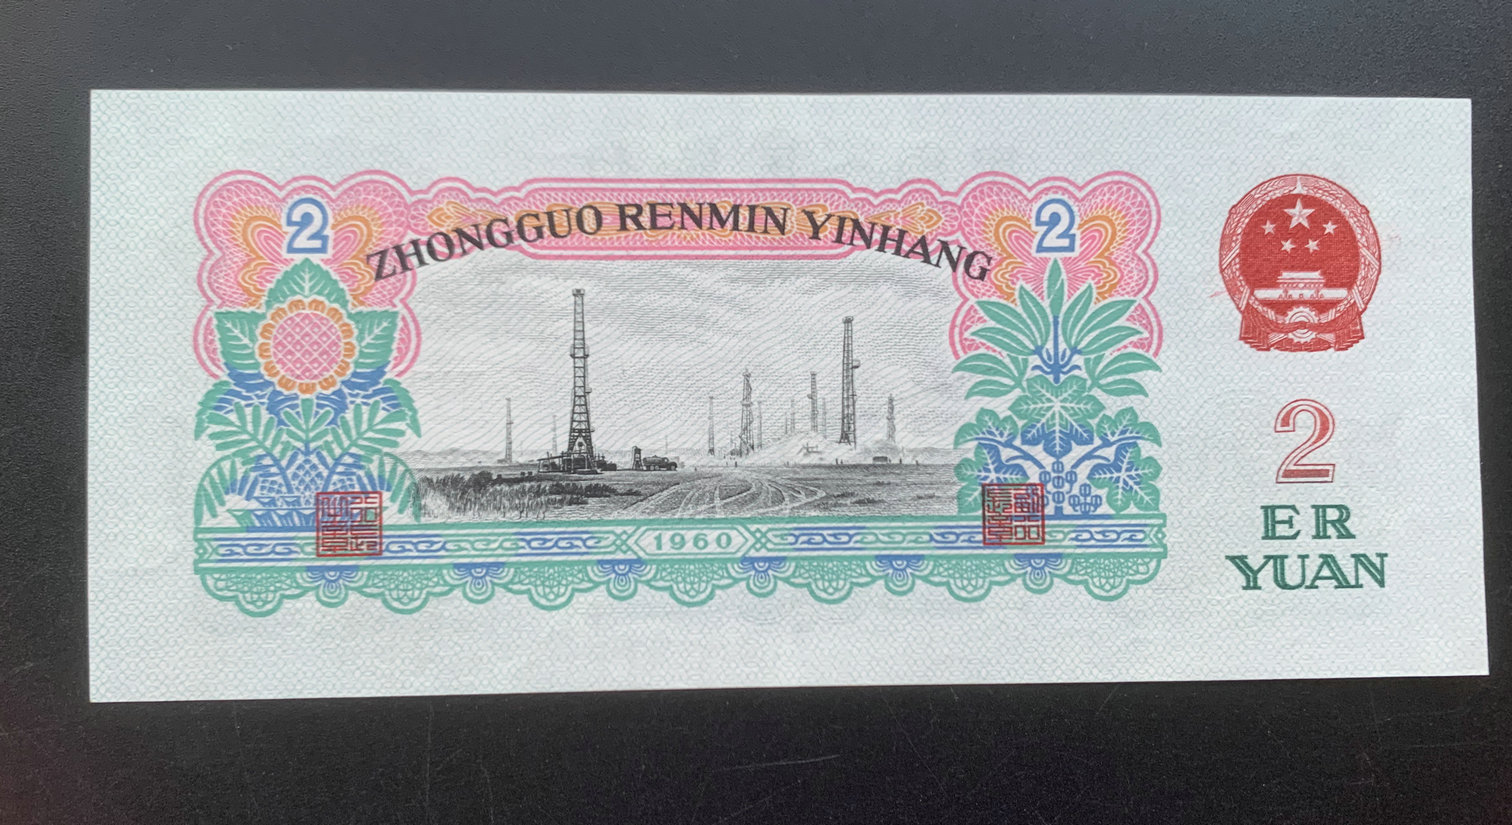 2
2
ZHONGGUO RENMIN YINHANG
1960
2
ER
YUAN